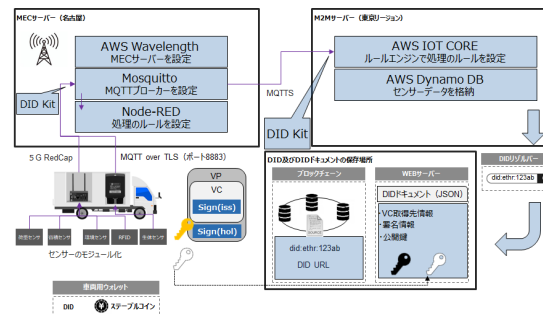 MECサーバー（名古屋）
AWS Wavelength
MECサーバーを設定
Mosquitto
MQTTブローカーを設定
Node-RED
処理のルールを設定
DID Kit
M2Mサーバー（東京リージョン）
AWS IOT CORE
ルールエンジンで処理のルールを設定
AWS Dynamo DB
センサーデータを格納
MQTTS
DID Kit
5G RedCap
MQTT over TLS（ポート8883）
VP
VC
Sign(iss)
Sign(hol)
RFID
センサーのモジュール化
車両用ウォレット
DID
ステーブルコイン
DID及びDIDドキュメントの保存場所
ブロックチェーン
SOURCE
did:ethr:123ab
DID URL
WEBサーバー
DIDドキュメント（JSON）
・VC取得先情報
・署名情報
・公開鍵
DIDリゾルバー
did:ethr:123ab